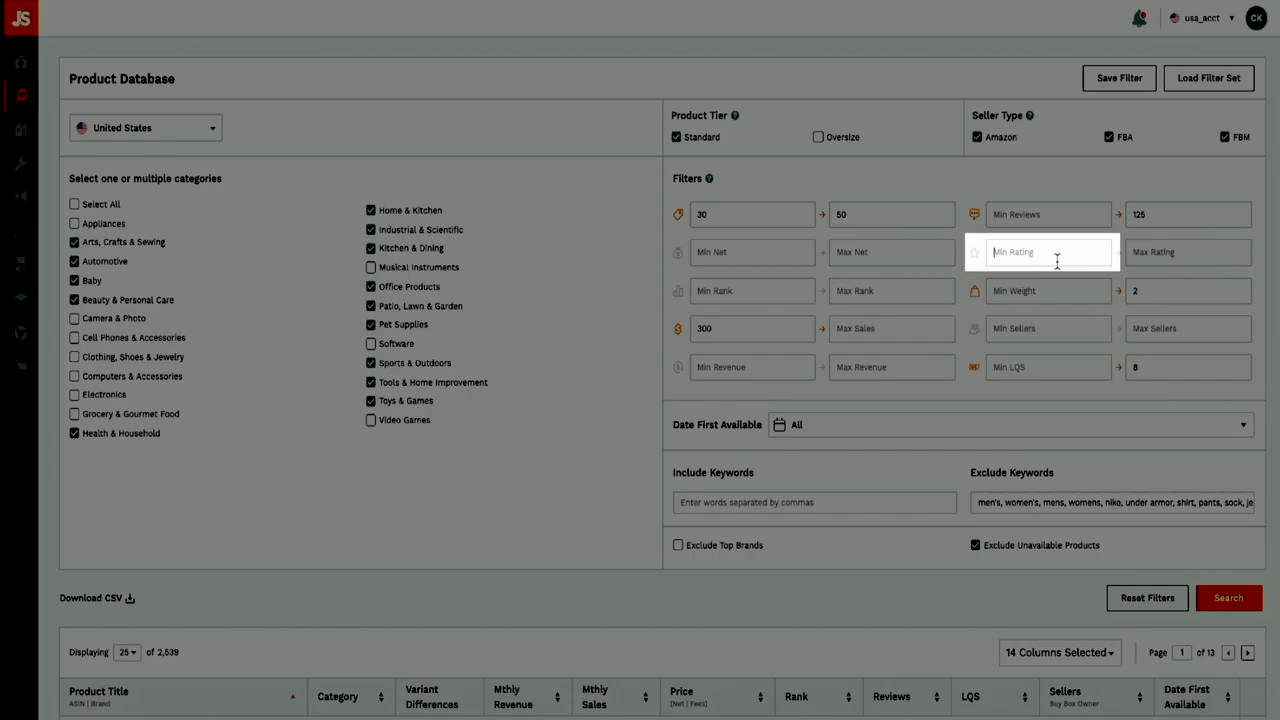 JS
usa_acct
CK
Product Database
Save Filter
Load Filter Set
United States
Product Tier
Standard
Oversize
Seller Type
Amazon
FBA
FBM
Select one or multiple categories
Select All
Appliances
Arts, Crafts & Sewing
Automotive
Baby
Beauty & Personal Care
Camera & Photo
Cell Phones & Accessories
Clothing, Shoes & Jewelry
Computers & Accessories
Electronics
Grocery & Gourmet Food
Health & Household
Home & Kitchen
Industrial & Scientific
Kitchen & Dining
Musical Instruments
Office Products
Patio, Lawn & Garden
Pet Supplies
Software
Sports & Outdoors
Tools & Home Improvement
Toys & Games
Video Games
Filters
30
50
Min Reviews
125
Min Net
Max Net
Min Rating
Max Rating
Min Rank
Max Rank
Min Weight
2
300
Max Sales
Min Sellers
Max Sellers
Min Revenue
Max Revenue
Min LQS
8
Date First Available
All
Include Keywords
Enter words separated by commas
Exclude Keywords
men's, women's, mens, womens, nike, under armor, shirt, pants, sock, je
Exclude Top Brands
Exclude Unavailable Products
Download CSV
Reset Filters
Search
Displaying 25 of 2,539
14 Columns Selected
Page 1 of 13
Product Title
ASIN | Brand
Category
Variant
Differences
Mthly
Revenue
Mthly
Sales
Price
(Net | Fees)
Rank
Reviews
LQS
Sellers
Buy Box Owner
Date First
Available